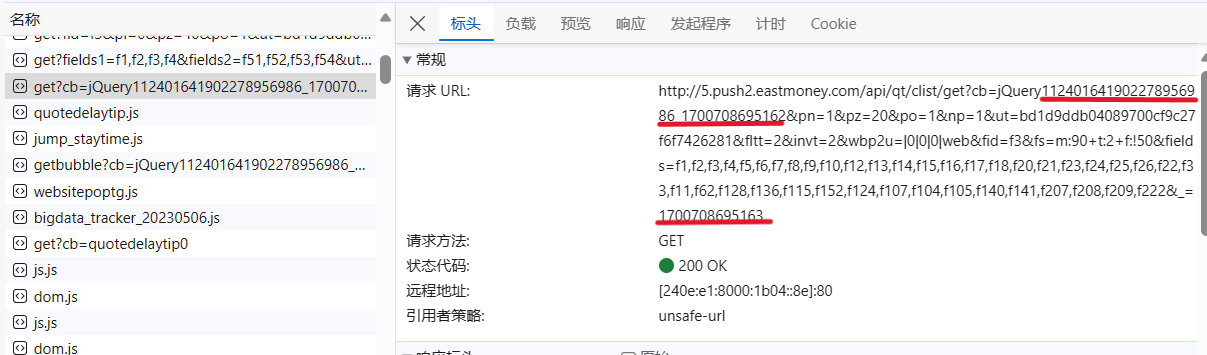 名称
标头
负载
预览
响应
发起程序
计时
Cookie
get?fields1=f1,f2,f3,f4&fields2=f51,f52,f53,f54&ut...
get?cb=jQuery112401641902278956986_170070...
quotedelaytip.js
jump_staytime.js
getbubble?cb=jQuery112401641902278956986_...
websitepoptg.js
bigdata_tracker_20230506.js
get?cb=quotedelaytip0
js.js
dom.js
js.js
dom.js
常规
请求 URL:
http://5.push2.eastmoney.com/api/qt/clist/get?cb=jQuery1124016419022789569
86_1700708695162&pn=1&pz=20&po=1&np=1&ut=bd1d9ddb04089700cf9c27
f6f7426281&fltt=2&invt=2&wbp2u=|0|0|0|web&fid=f3&fs=m:90+t:2+f:!50&field
s=f1,f2,f3,f4,f5,f6,f7,f8,f9,f10,f12,f13,f14,f15,f16,f17,f18,f20,f21,f23,f24,f25,f26,f22,f3
3,f11,f62,f128,f136,f115,f152,f124,f107,f104,f105,f140,f141,f207,f208,f209,f222&_=
1700708695163
请求方法:
GET
状态代码:
200 OK
远程地址:
[240e:e1:8000:1b04::8e]:80
引用者策略:
unsafe-url